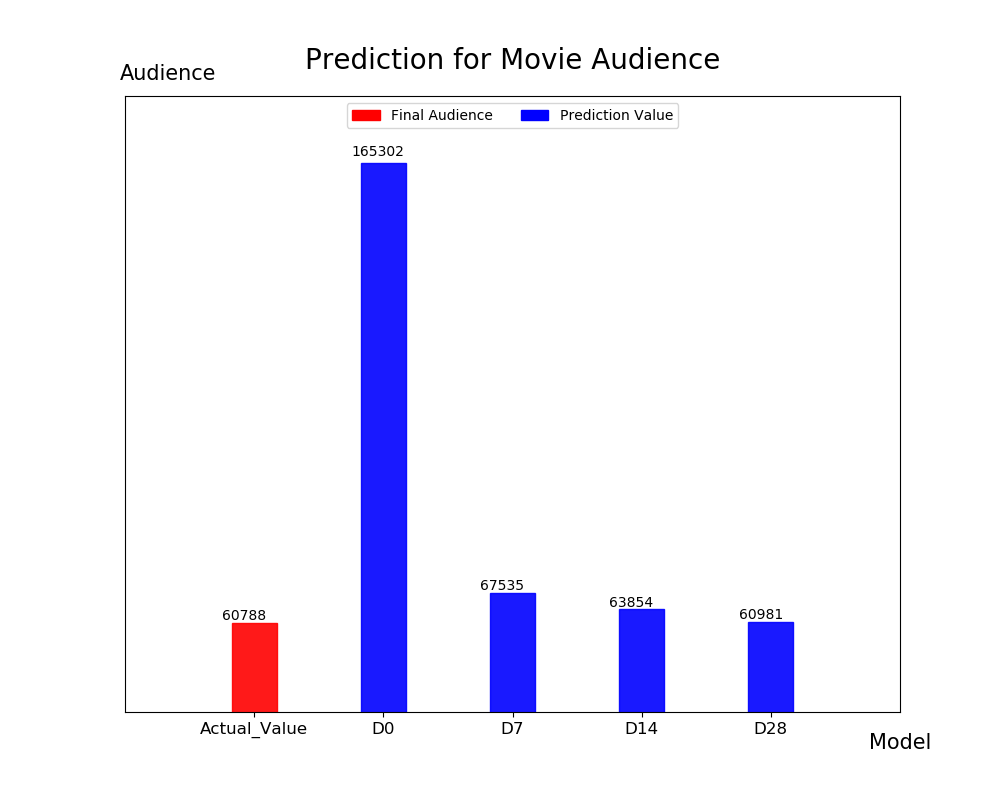 Prediction for Movie Audience
Audience
Final Audience
Prediction Value
165302
67535
63854
60981
60788
Actual_Value
D0
D7
D14
D28
Model